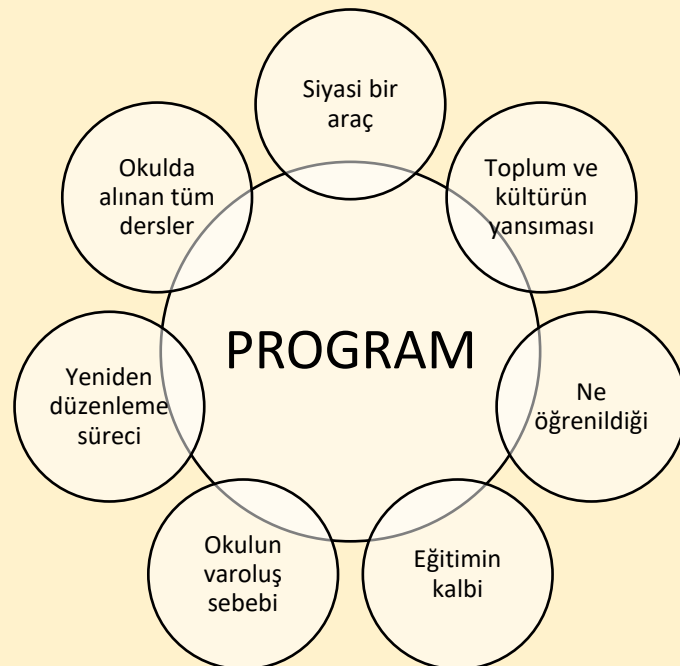 Siyasi bir
araç
Toplum ve
kültürün
yansıması
Ne
öğrenildiği
Eğitimin
kalbi
Okulun
varoluş
sebebi
Yeniden
düzenleme
süreci
Okulda
alınan tüm
dersler
PROGRAM